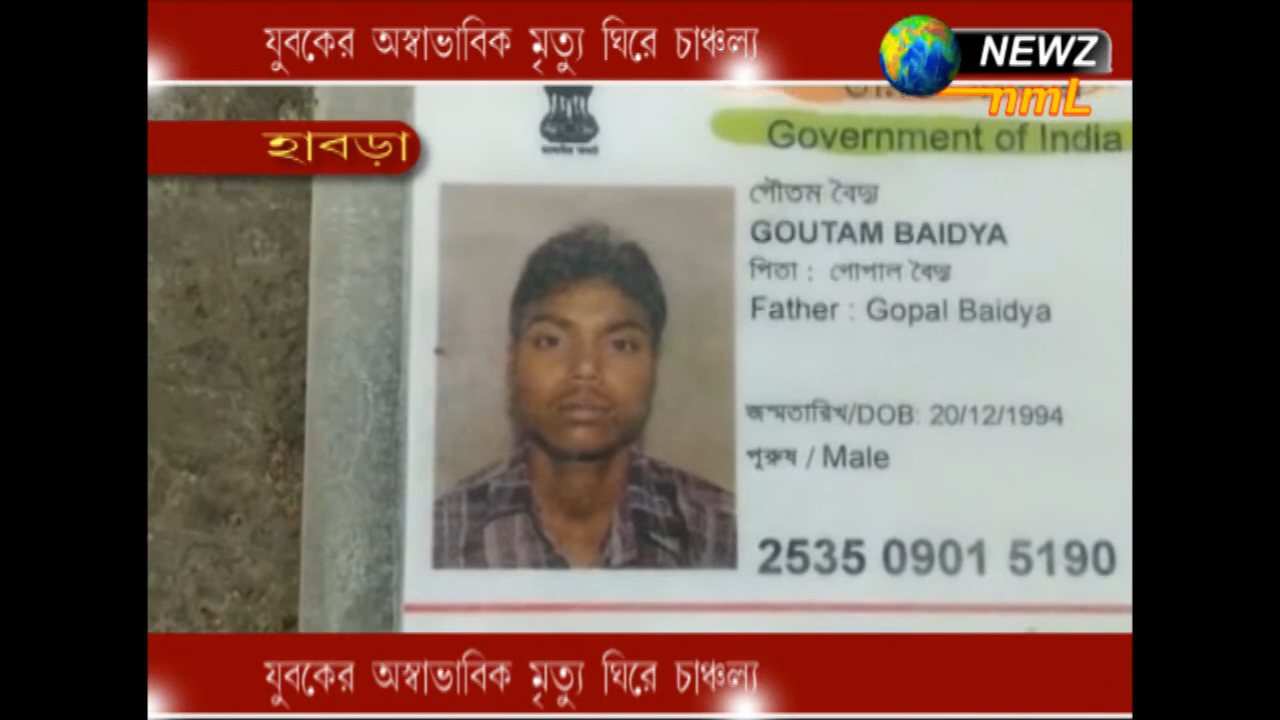 যুবকের অস্বাভাবিক মৃত্যু ঘিরে চাঞ্চল্য
NEWZ
nmL
হাবড়া
Government of India
গৌতম বৈদ্য
GOUTAM BAIDYA
পিতা : গোপাল বৈদ্য
Father : Gopal Baidya
জন্মতারিখ/DOB: 20/12/1994
পুরুষ / Male
2535 0901 5190
যুবকের অস্বাভাবিক মৃত্যু ঘিরে চাঞ্চল্য